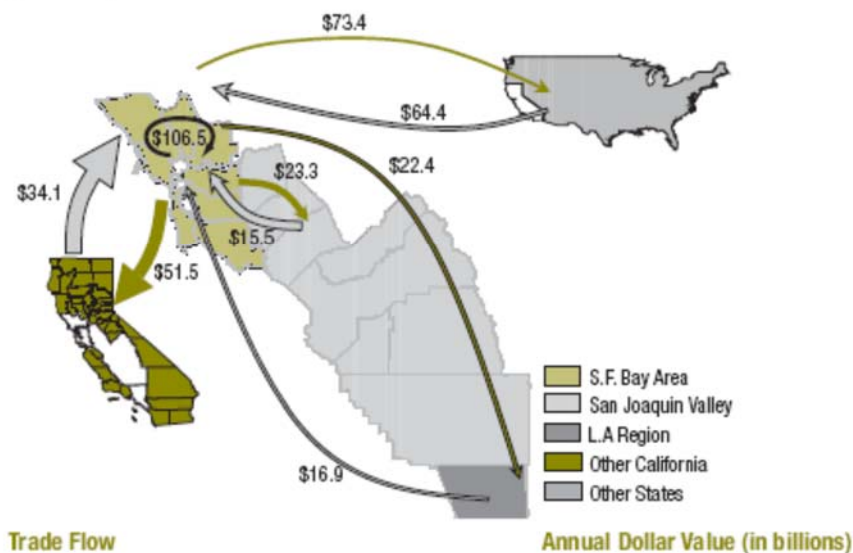 $73.4
$64.4
$106.5
$22.4
$23.3
$34.1
$15.5
$51.5
$16.9
S.F. Bay Area
San Joaquin Valley
L.A Region
Other California
Other States
Trade Flow
Annual Dollar Value (in billions)